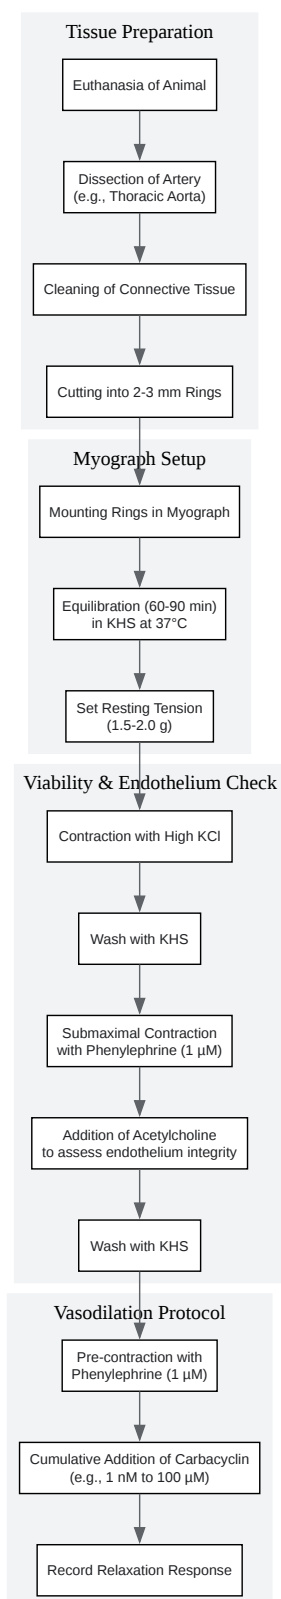 Tissue Preparation
Euthanasia of Animal
Dissection of Artery
(e.g., Thoracic Aorta)
Cleaning of Connective Tissue
Cutting into 2-3 mm Rings
Myograph Setup
Mounting Rings in Myograph
Equilibration (60-90 min)
in KHS at 37°C
Set Resting Tension
(1.5-2.0 g)
Viability & Endothelium Check
Contraction with High KCl
Wash with KHS
Submaximal Contraction
with Phenylephrine (1 µM)
Addition of Acetylcholine
to assess endothelium integrity
Wash with KHS
Vasodilation Protocol
Pre-contraction with
Phenylephrine (1 µM)
Cumulative Addition of Carbacyclin
(e.g., 1 nM to 100 µM)
Record Relaxation Response